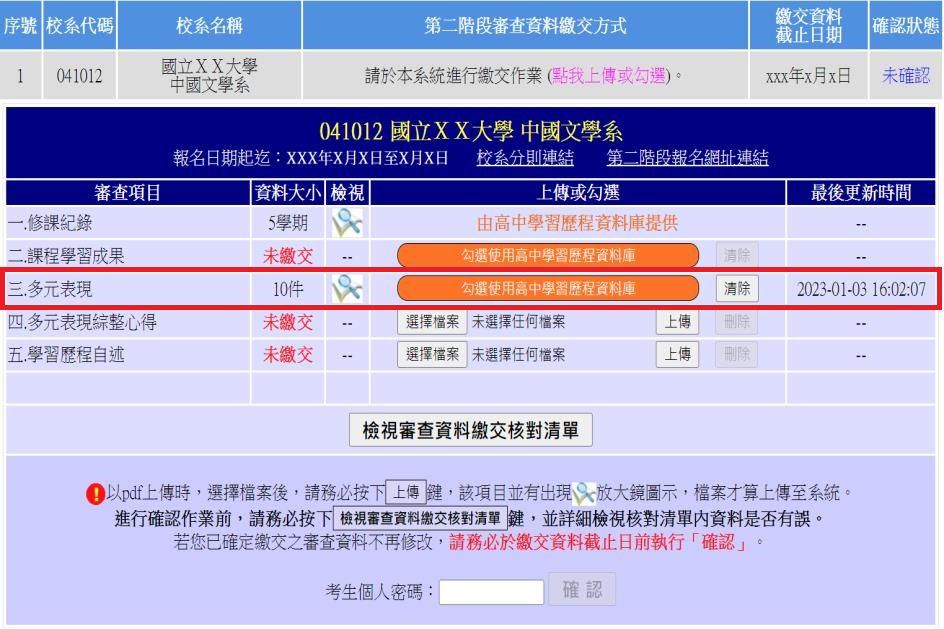 序號 校系代碼 校系名稱 第二階段審查資料繳交方式 繳交資料截止日期 確認狀態
1 041012 國立ＸＸ大學中國文學系 請於本系統進行繳交作業 (點我上傳或勾選)。 xxx年x月x日 未確認
041012 國立ＸＸ大學 中國文學系
報名日期起迄：XXX年X月X日至X月X日 校系分則連結 第二階段報名網址連結
審查項目 資料大小 檢視 上傳或勾選 最後更新時間
一.修課紀錄 5學期 由高中學習歷程資料庫提供 --
二.課程學習成果 未繳交 -- 勾選使用高中學習歷程資料庫 清除 --
三.多元表現 10件 勾選使用高中學習歷程資料庫 清除 2023-01-03 16:02:07
四.多元表現綜整心得 未繳交 -- 選擇檔案 未選擇任何檔案 上傳 刪除 --
五.學習歷程自述 未繳交 -- 選擇檔案 未選擇任何檔案 上傳 刪除 --
檢視審查資料繳交核對清單
以pdf上傳時，選擇檔案後，請務必按下 上傳 鍵，該項目並有出現放大鏡圖示，檔案才算上傳至系統。
進行確認作業前，請務必按下 檢視審查資料繳交核對清單 鍵，並詳細檢視核對清單內資料是否有誤。
若您已確定繳交之審查資料不再修改，請務必於繳交資料截止日前執行「確認」。
考生個人密碼： 確認